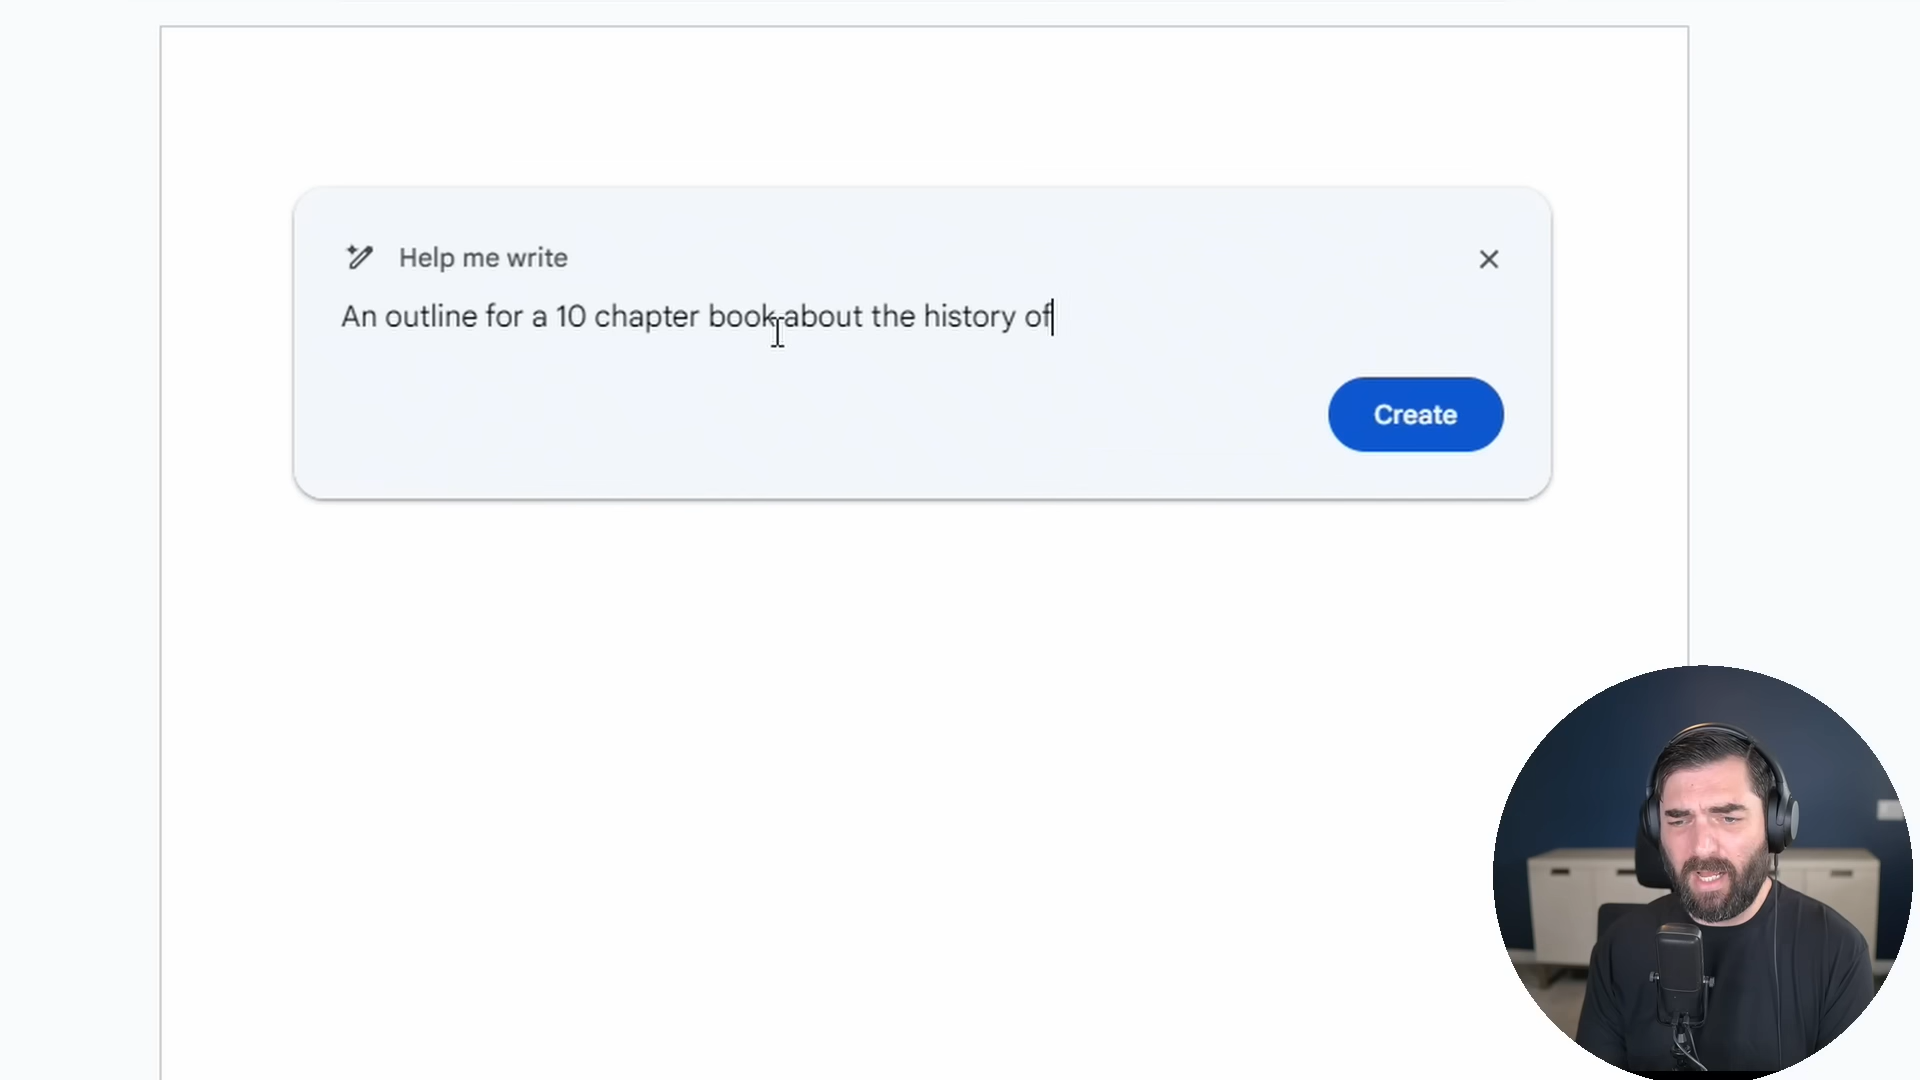 Help me write
An outline for a 10 chapter book about the history of
Create